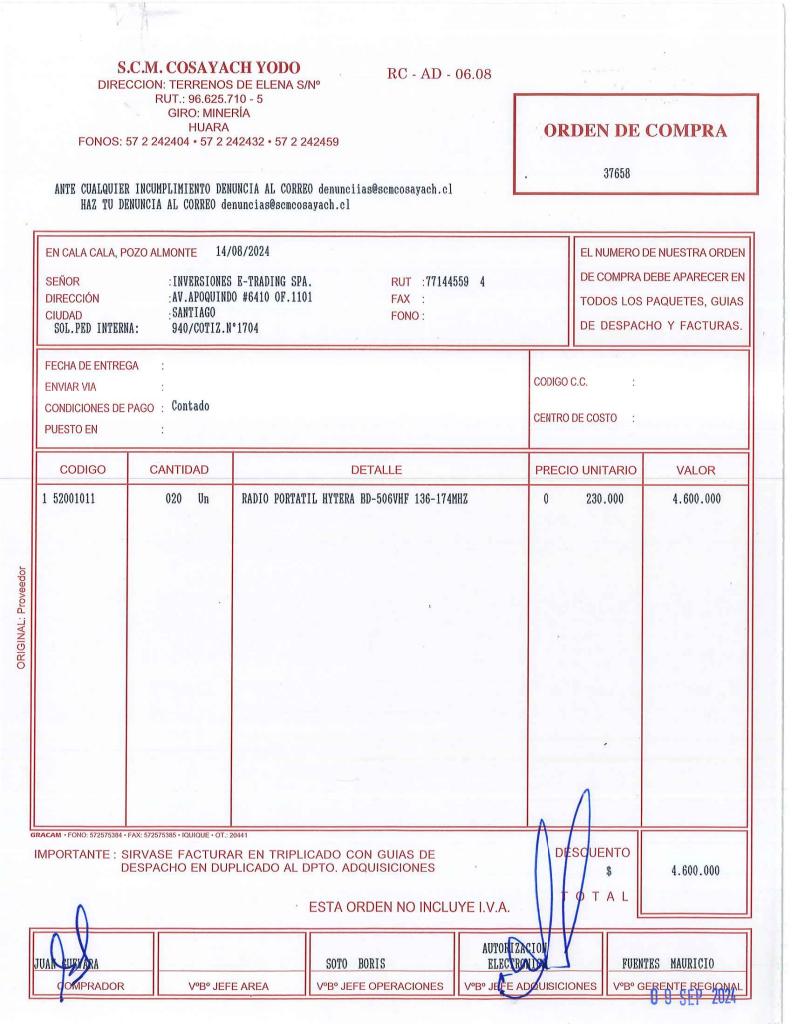 S.C.M. COSAYACH YODO
DIRECCION: TERRENOS DE ELENA S/Nº
RUT.: 96.625.710 - 5
GIRO: MINERÍA
HUARA
FONOS: 57 2 242404 • 57 2 242432 • 57 2 242459
RC - AD - 06.08
ORDEN DE COMPRA
37658
ANTE CUALQUIER INCUMPLIMIENTO DENUNCIA AL CORREO denunciias@scmcosayach.cl
HAZ TU DENUNCIA AL CORREO denuncias@scmcosayach.cl
EN CALA CALA, POZO ALMONTE 14/08/2024
SEÑOR :INVERSIONES E-TRADING SPA. RUT :77144559 4
DIRECCIÓN :AV.APOQUINDO #6410 OF.1101 FAX :
CIUDAD :SANTIAGO FONO :
SOL.PED INTERNA: 940/COTIZ.N°1704
EL NUMERO DE NUESTRA ORDEN
DE COMPRA DEBE APARECER EN
TODOS LOS PAQUETES, GUIAS
DE DESPACHO Y FACTURAS.
FECHA DE ENTREGA :
ENVIAR VIA :
CONDICIONES DE PAGO : Contado
PUESTO EN :
CODIGO C.C. :
CENTRO DE COSTO :
CODIGO CANTIDAD DETALLE PRECIO UNITARIO VALOR
1 52001011 020 Un RADIO PORTATIL HYTERA BD-506VHF 136-174MHZ 0 230.000 4.600.000
ORIGINAL: Proveedor
GRACAM • FONO: 572575384 • FAX: 572575385 • IQUIQUE • OT.: 20441
IMPORTANTE : SIRVASE FACTURAR EN TRIPLICADO CON GUIAS DE
DESPACHO EN DUPLICADO AL DPTO. ADQUISICIONES
ESTA ORDEN NO INCLUYE I.V.A.
DESCUENTO
$ 4.600.000
TOTAL
JUAN GUEVARA
COMPRADOR
VºBº JEFE AREA
SOTO BORIS
VºBº JEFE OPERACIONES
AUTORIZACION
ELECTRONICA
VºBº JEFE ADQUISICIONES
FUENTES MAURICIO
VºBº GERENTE REGIONAL
09 SEP 2024